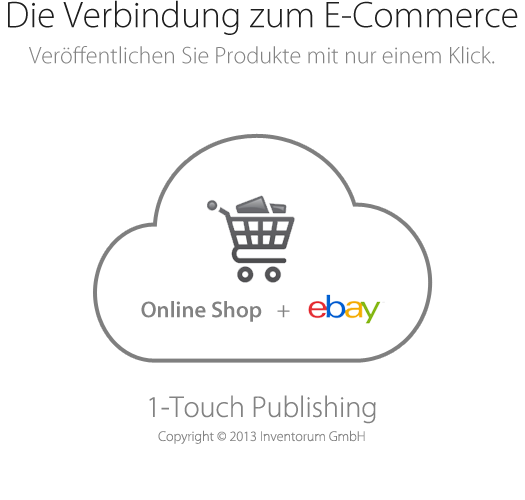 Die Verbindung zum E-Commerce
Veröffentlichen Sie Produkte mit nur einem Klick.
Online Shop + ebay
1-Touch Publishing
Copyright © 2013 Inventorum GmbH